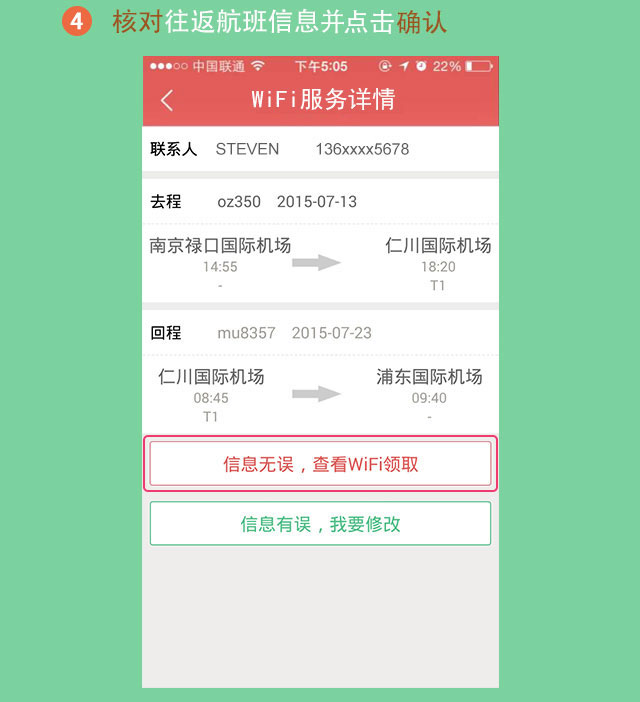 4 核对往返航班信息并点击确认
中国联通 下午5:05 22%
WiFi服务详情
联系人 STEVEN 136xxxx5678
去程 oz350 2015-07-13
南京禄口国际机场 仁川国际机场
14:55 18:20
- T1
回程 mu8357 2015-07-23
仁川国际机场 浦东国际机场
08:45 09:40
T1 -
信息无误，查看WiFi领取
信息有误，我要修改